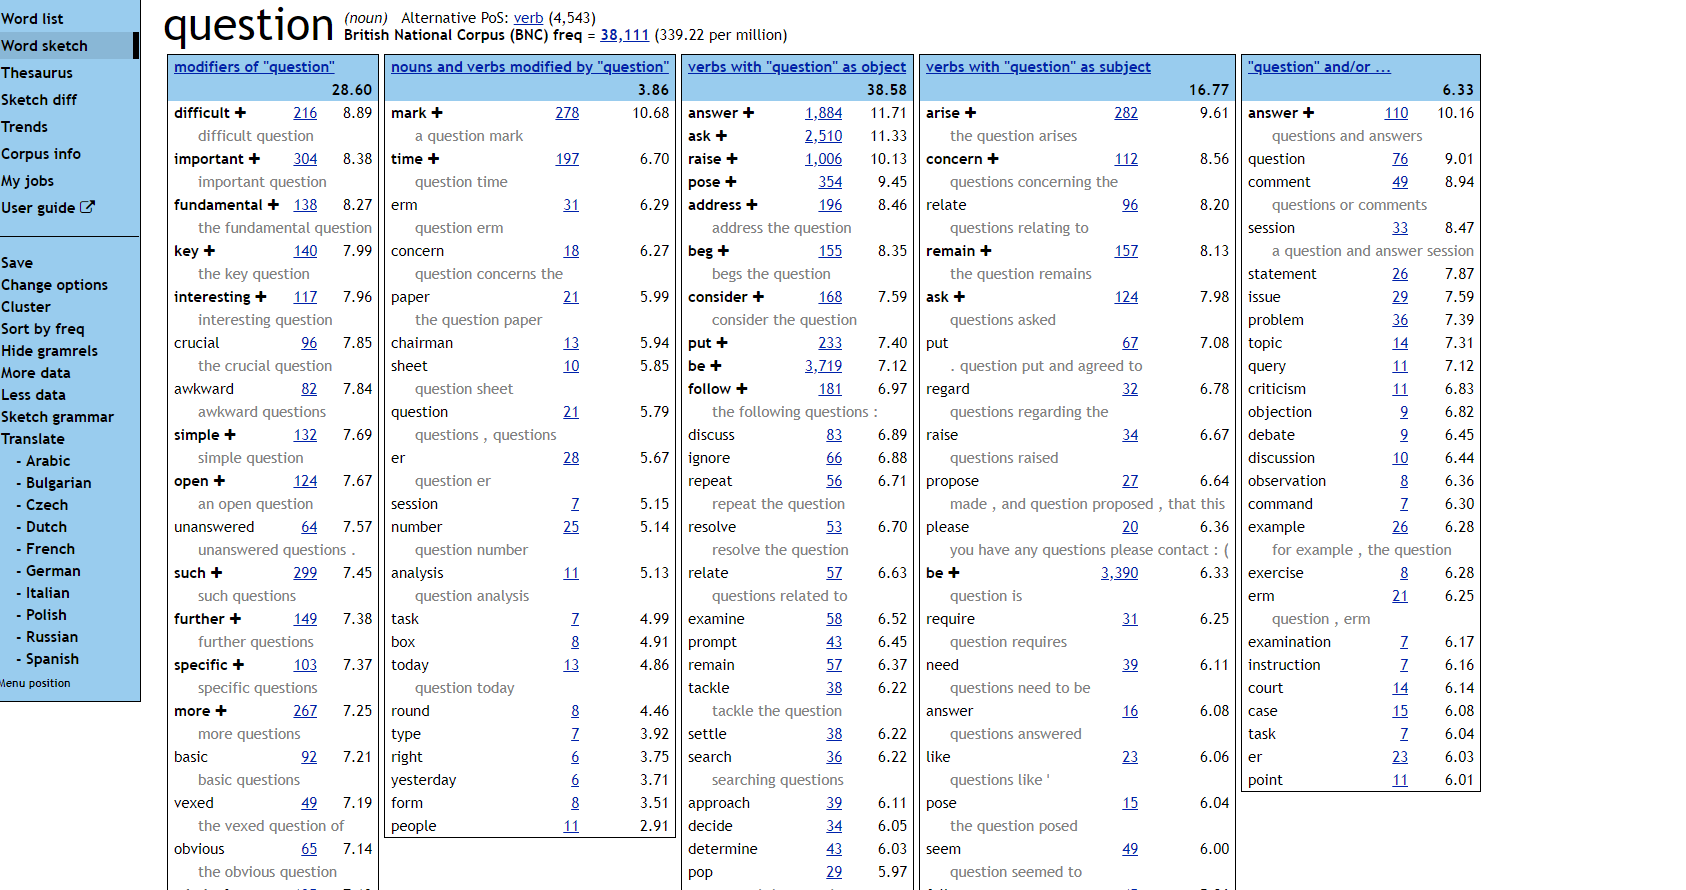 Word list
Word sketch
Thesaurus
Sketch diff
Trends
Corpus info
My jobs
User guide
Save
Change options
Cluster
Sort by freq
Hide gramrels
More data
Less data
Sketch grammar
Translate
- Arabic
- Bulgarian
- Czech
- Dutch
- French
- German
- Italian
- Polish
- Russian
- Spanish
Menu position
question (noun) Alternative PoS: verb (4,543)
British National Corpus (BNC) freq = 38,111 (339.22 per million)
modifiers of "question"
28.60
difficult + 216 8.89
difficult question
important + 304 8.38
important question
fundamental + 138 8.27
the fundamental question
key + 140 7.99
the key question
interesting + 117 7.96
interesting question
crucial 96 7.85
the crucial question
awkward 82 7.84
awkward questions
simple + 132 7.69
simple question
open + 124 7.67
an open question
unanswered 64 7.57
unanswered questions .
such + 299 7.45
such questions
further + 149 7.38
further questions
specific + 103 7.37
specific questions
more + 267 7.25
more questions
basic 92 7.21
basic questions
vexed 49 7.19
the vexed question of
obvious 65 7.14
the obvious question
nouns and verbs modified by "question"
3.86
mark + 278 10.68
a question mark
time + 197 6.70
question time
erm 31 6.29
question erm
concern 18 6.27
question concerns the
paper 21 5.99
the question paper
chairman 13 5.94
sheet 10 5.85
question sheet
question 21 5.79
questions , questions
er 28 5.67
question er
session 7 5.15
number 25 5.14
question number
analysis 11 5.13
question analysis
task 7 4.99
box 8 4.91
today 13 4.86
question today
round 8 4.46
type 7 3.92
right 6 3.75
yesterday 6 3.71
form 8 3.51
people 11 2.91
verbs with "question" as object
38.58
answer + 1,884 11.71
ask + 2,510 11.33
raise + 1,006 10.13
pose + 354 9.45
address + 196 8.46
address the question
beg + 155 8.35
begs the question
consider + 168 7.59
consider the question
put + 233 7.40
be + 3,719 7.12
follow + 181 6.97
the following questions :
discuss 83 6.89
ignore 66 6.88
repeat 56 6.71
repeat the question
resolve 53 6.70
resolve the question
relate 57 6.63
questions related to
examine 58 6.52
prompt 43 6.45
remain 57 6.37
tackle 38 6.22
tackle the question
settle 38 6.22
search 36 6.22
searching questions
approach 39 6.11
decide 34 6.05
determine 43 6.03
pop 29 5.97
verbs with "question" as subject
16.77
arise + 282 9.61
the question arises
concern + 112 8.56
questions concerning the
relate 96 8.20
questions relating to
remain + 157 8.13
the question remains
ask + 124 7.98
questions asked
put 67 7.08
. question put and agreed to
regard 32 6.78
questions regarding the
raise 34 6.67
questions raised
propose 27 6.64
made , and question proposed , that this
please 20 6.36
you have any questions please contact : (
be + 3,390 6.33
question is
require 31 6.25
question requires
need 39 6.11
questions need to be
answer 16 6.08
questions answered
like 23 6.06
questions like '
pose 15 6.04
the question posed
seem 49 6.00
question seemed to
"question" and/or ...
6.33
answer + 110 10.16
questions and answers
question 76 9.01
comment 49 8.94
questions or comments
session 33 8.47
a question and answer session
statement 26 7.87
issue 29 7.59
problem 36 7.39
topic 14 7.31
query 11 7.12
criticism 11 6.83
objection 9 6.82
debate 9 6.45
discussion 10 6.44
observation 8 6.36
command 7 6.30
example 26 6.28
for example , the question
exercise 8 6.28
erm 21 6.25
question , erm
examination 7 6.17
instruction 7 6.16
court 14 6.14
case 15 6.08
task 7 6.04
er 23 6.03
point 11 6.01